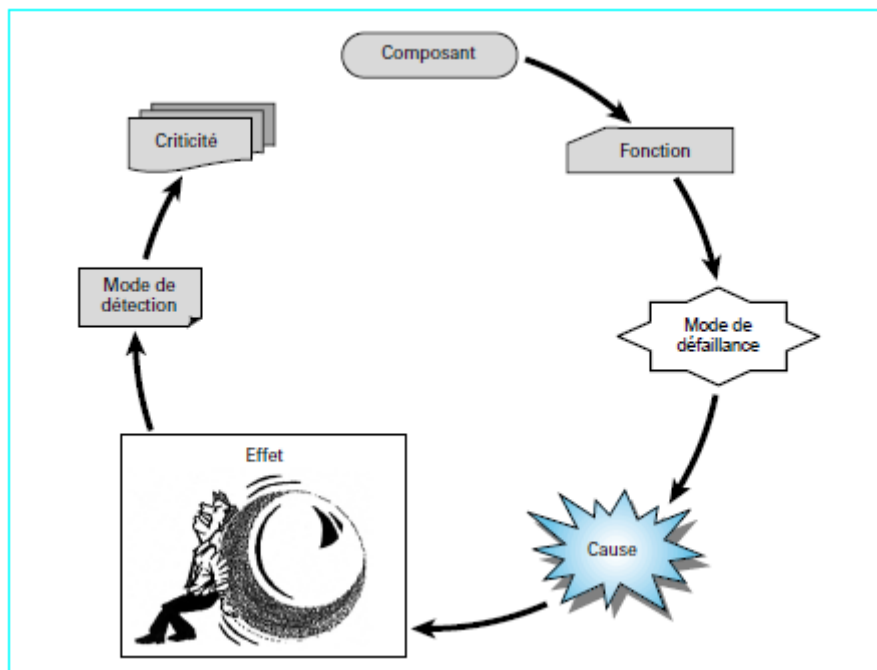 Composant
Fonction
Mode de
défaillance
Cause
Effet
Mode de
détection
Criticité